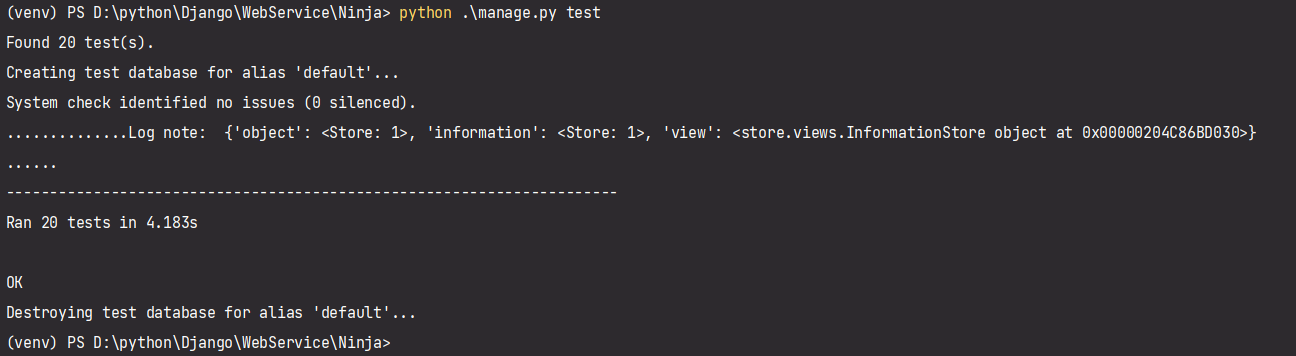 (venv) PS D:\python\Django\WebService\Ninja> python .\manage.py test
Found 20 test(s).
Creating test database for alias 'default'...
System check identified no issues (0 silenced).
..............Log note:  {'object': <Store: 1>, 'information': <Store: 1>, 'view': <store.views.InformationStore object at 0x00000204C86BD030>}
......
----------------------------------------------------------------------
Ran 20 tests in 4.183s
OK
Destroying test database for alias 'default'...
(venv) PS D:\python\Django\WebService\Ninja>